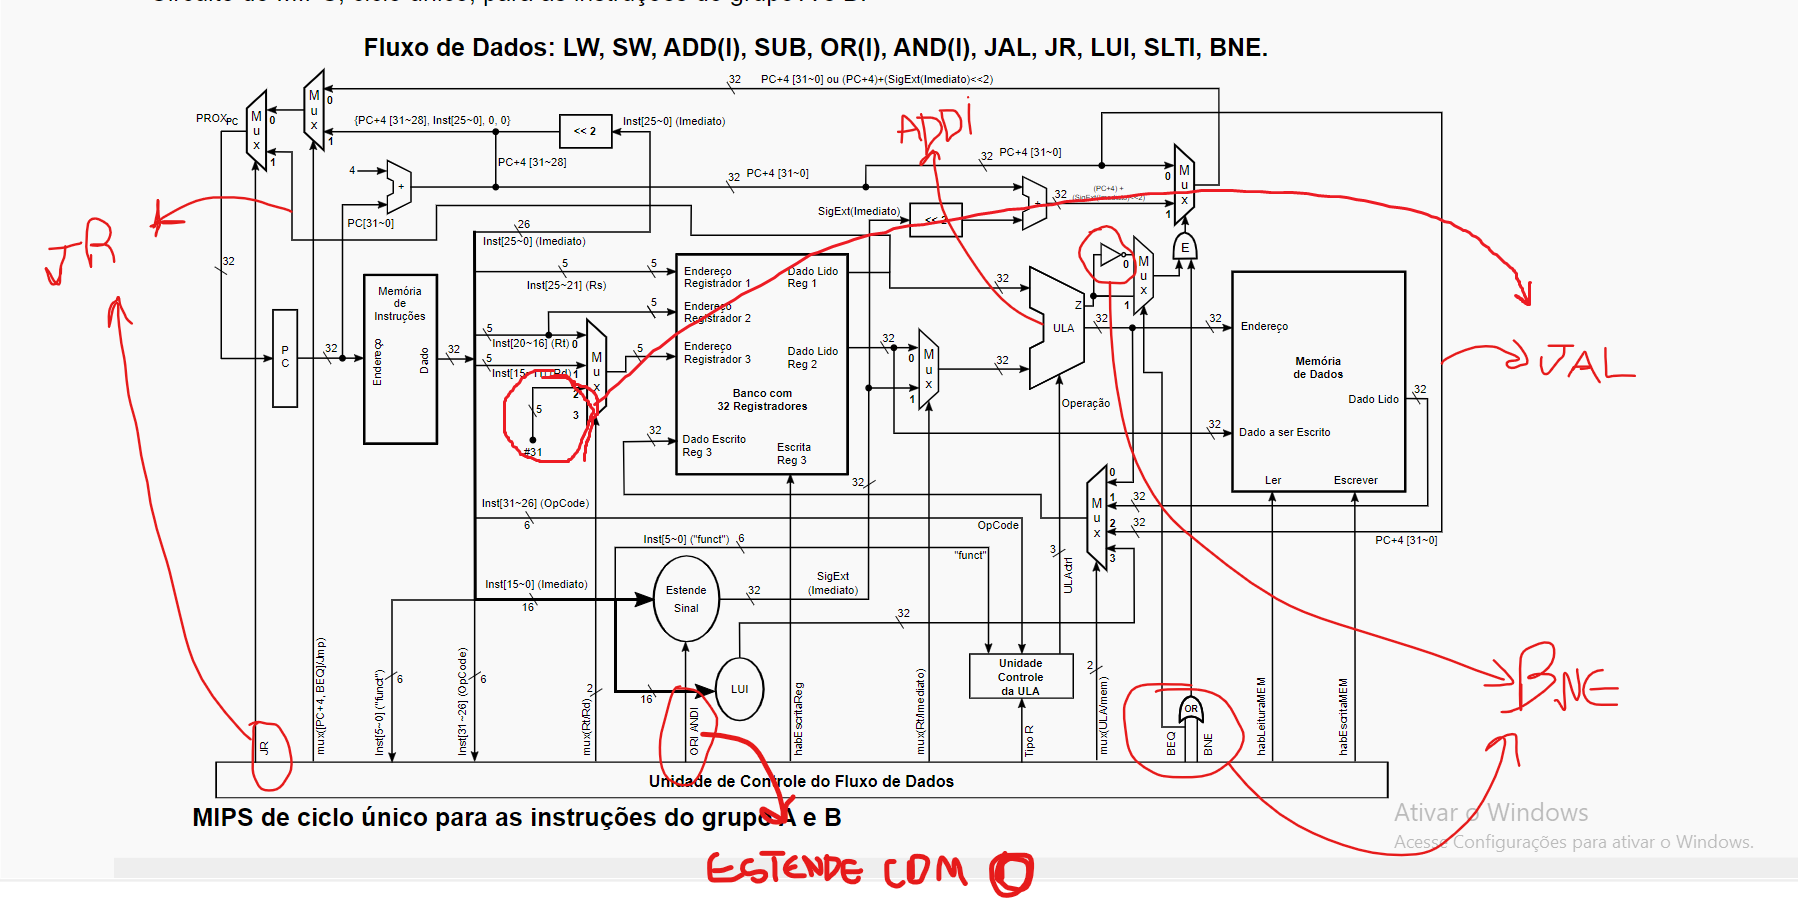 Fluxo de Dados: LW, SW, ADD(I), SUB, OR(I), AND(I), JAL, JR, LUI, SLTI, BNE.
32 PC+4 [31~0] ou (PC+4)+(SigExt(Imediato)<<2)
Mux 0 1
Mux 0 1
PROX_PC
{PC+4 [31~28], Inst[25~0], 0, 0}
<< 2
Inst[25~0] (Imediato)
ADDi
PC+4 [31~28]
4
+
PC[31~0]
32 PC+4 [31~0]
32 PC+4 [31~0]
Mux 0 1
32 (PC+4) +
(SigExt(Imediato)<<2)
+
SigExt(Imediato)
<< 2
26
Inst[25~0] (Imediato)
JR
32
E
5 5
Inst[25~21] (Rs)
Endereço
Registrador 1
Dado Lido
Reg 1
32
Mux 0 1
Memória
de
Instruções
Endereço
Dado
PC
32
32
5
Endereço
Registrador 2
5
Inst[20~16] (Rt)
5
Inst[15~11] (Rd)
Mux 0 1 2 3
5
Endereço
Registrador 3
Dado Lido
Reg 2
32
Mux 0 1
32
Z
ULA
32
32
Endereço
Memória
de Dados
JAL
Banco com
32 Registradores
Dado Lido
32
Operação
5
#31
32
Dado Escrito
Reg 3
Escrita
Reg 3
32
Dado a ser Escrito
Ler
Escrever
32
Mux 0 1 2 3
32
32
PC+4 [31~0]
Inst[31~26] (OpCode)
6
OpCode
Inst[5~0] ("funct") 6
"funct"
3
ULActrl
Inst[15~0] (Imediato)
16
Estende
Sinal
32
SigExt
(Imediato)
32
LUI
16
Unidade
Controle
da ULA
2
2
6
6
BNE
JR
mux(PC+4, BEQ)/Jmp)
Inst[5~0] ("funct")
Inst[31~26] (OpCode)
mux(Rt/Rd)
ORI ANDI
habEscritaReg
mux(Rt/Imediato)
Tipo R
mux(ULA/mem)
OR
BEQ
BNE
habLeituraMEM
habEscritaMEM
Unidade de Controle do Fluxo de Dados
MIPS de ciclo único para as instruções do grupo A e B
Ativar o Windows
Acesse Configurações para ativar o Windows.
ESTENDE COM 0